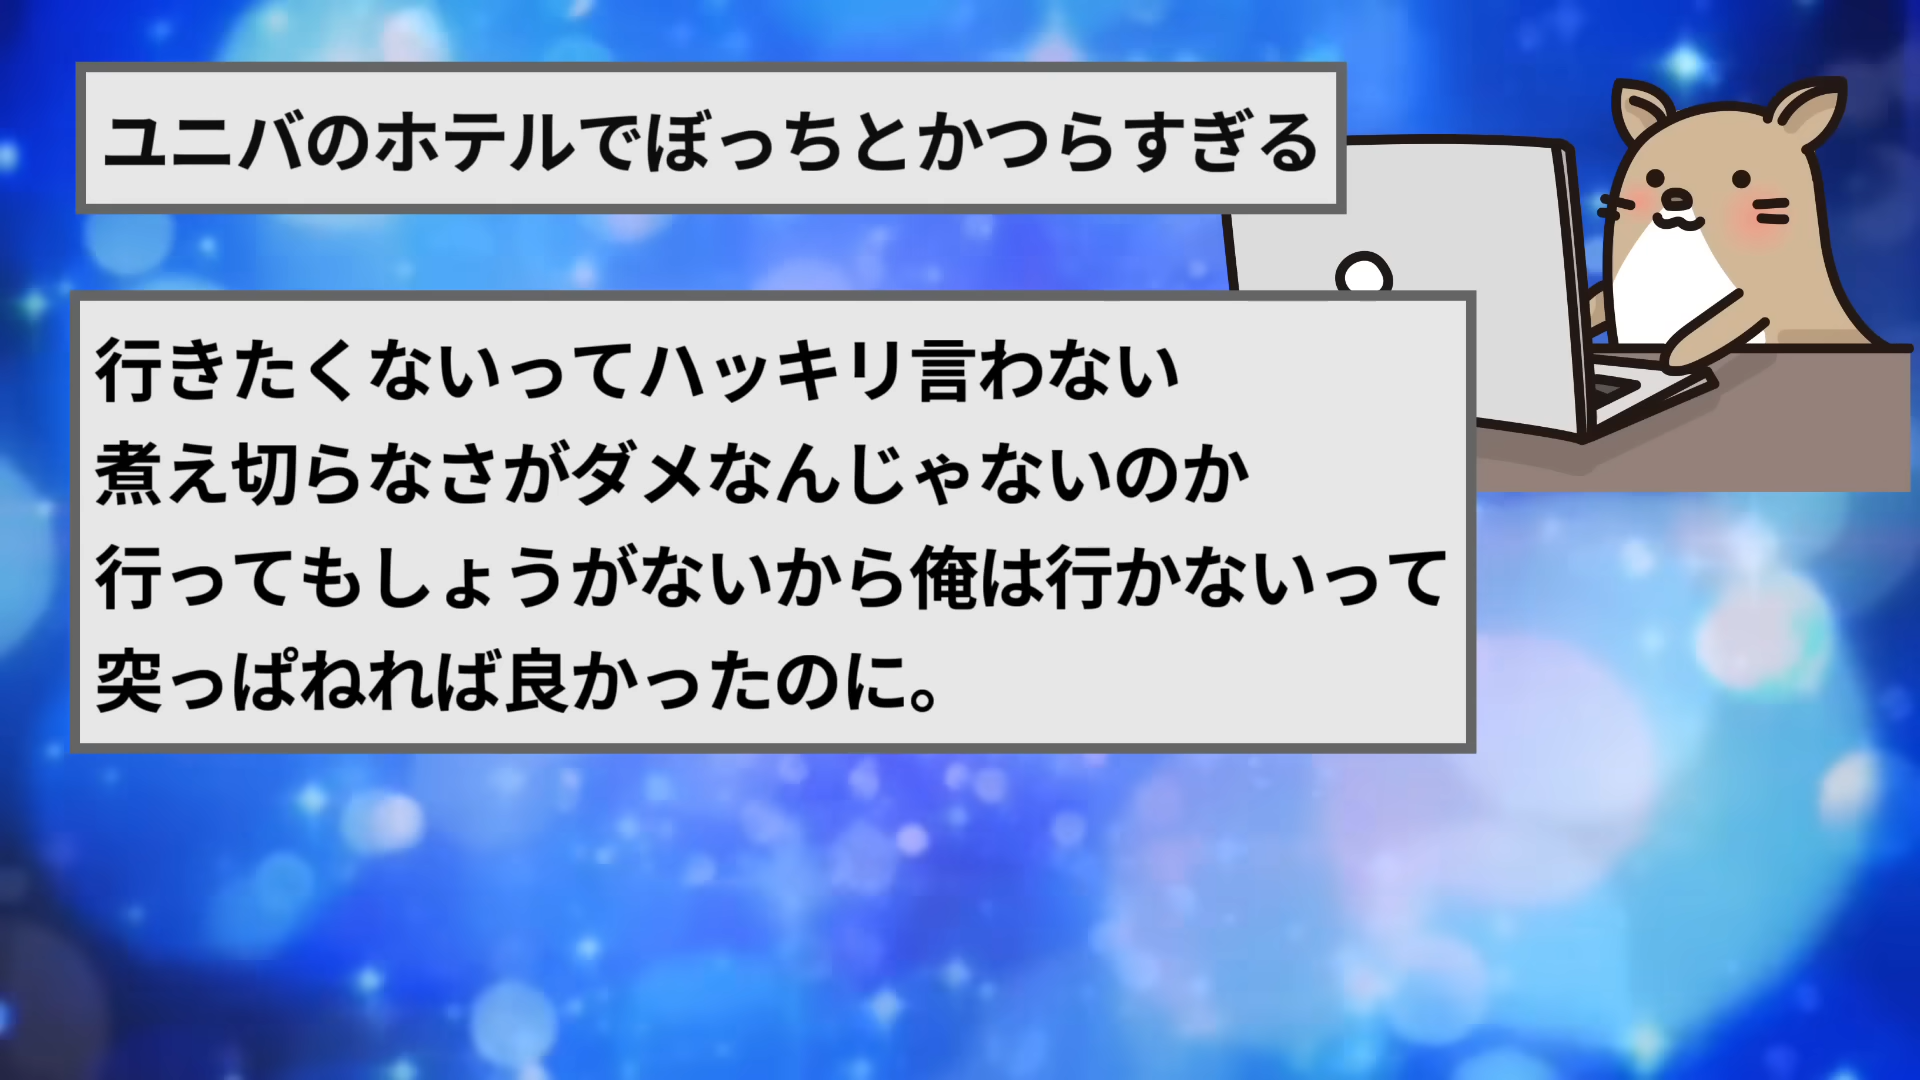 ユニバのホテルでぼっちとかつらすぎる
行きたくないってハッキリ言わない
煮え切らなさがダメなんじゃないのか
行ってもしょうがないから俺は行かないって
突っぱねれば良かったのに。